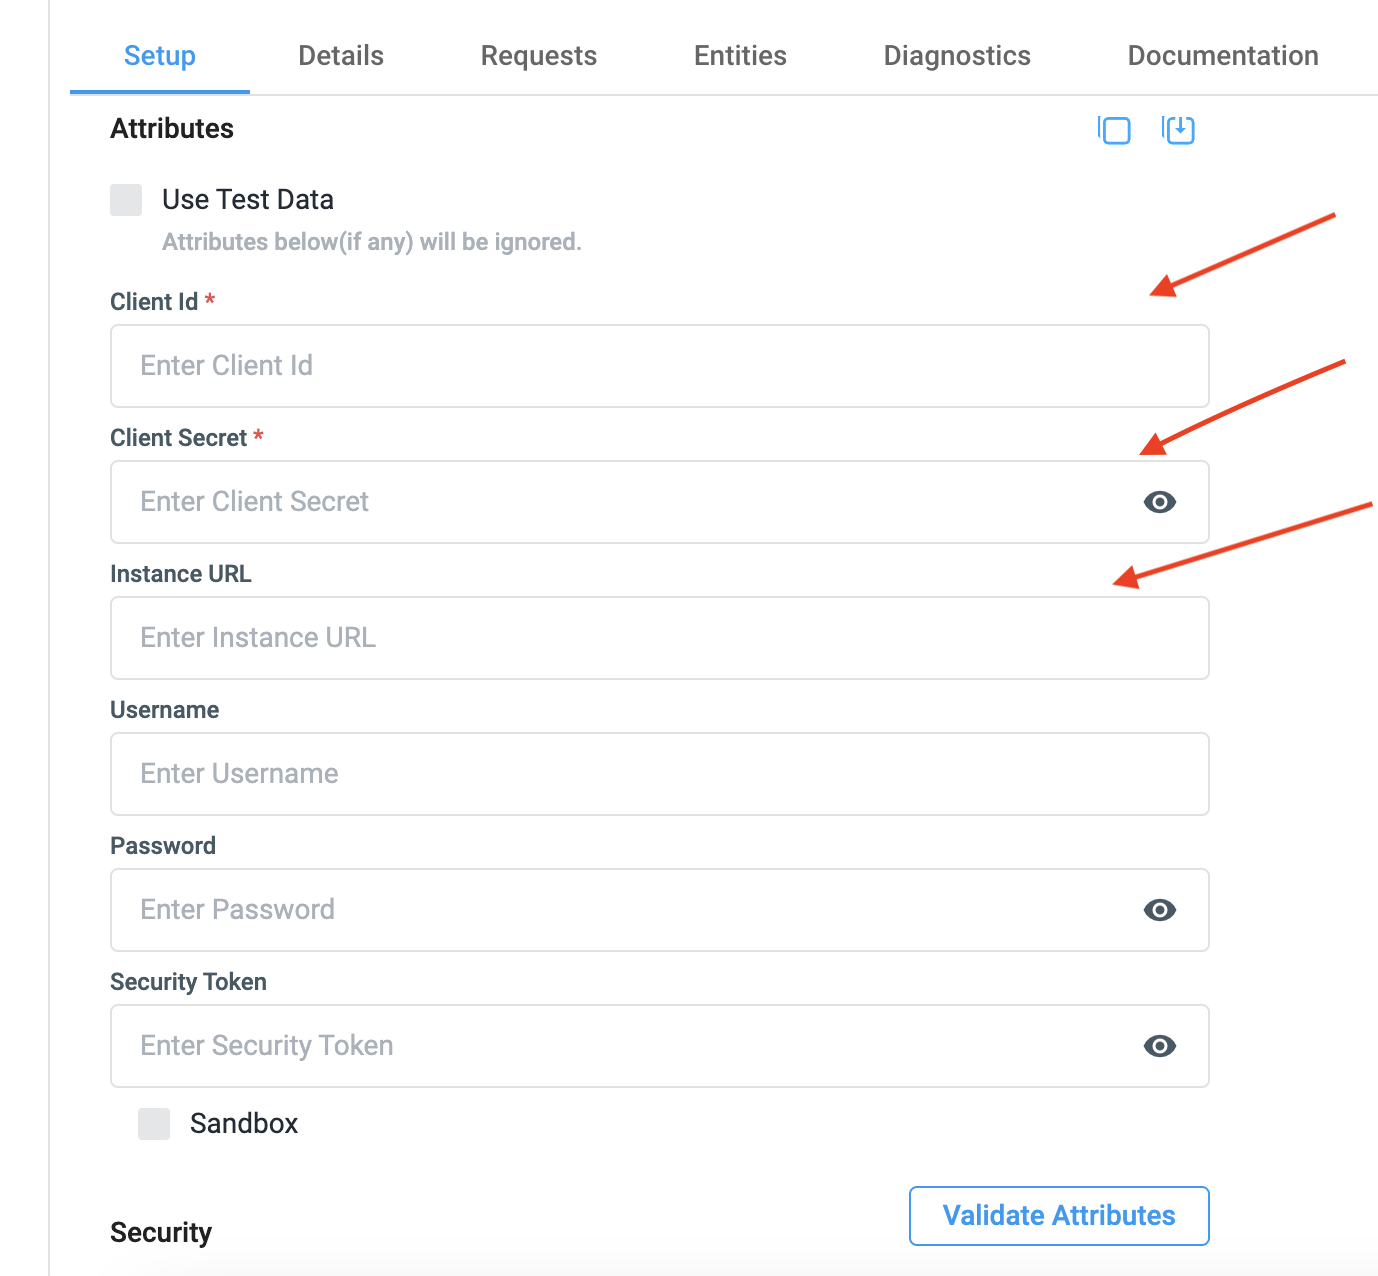 Setup Details Requests Entities Diagnostics Documentation
Attributes
Use Test Data
Attributes below(if any) will be ignored.
Client Id *
Enter Client Id
Client Secret *
Enter Client Secret
Instance URL
Enter Instance URL
Username
Enter Username
Password
Enter Password
Security Token
Enter Security Token
Sandbox
Validate Attributes
Security